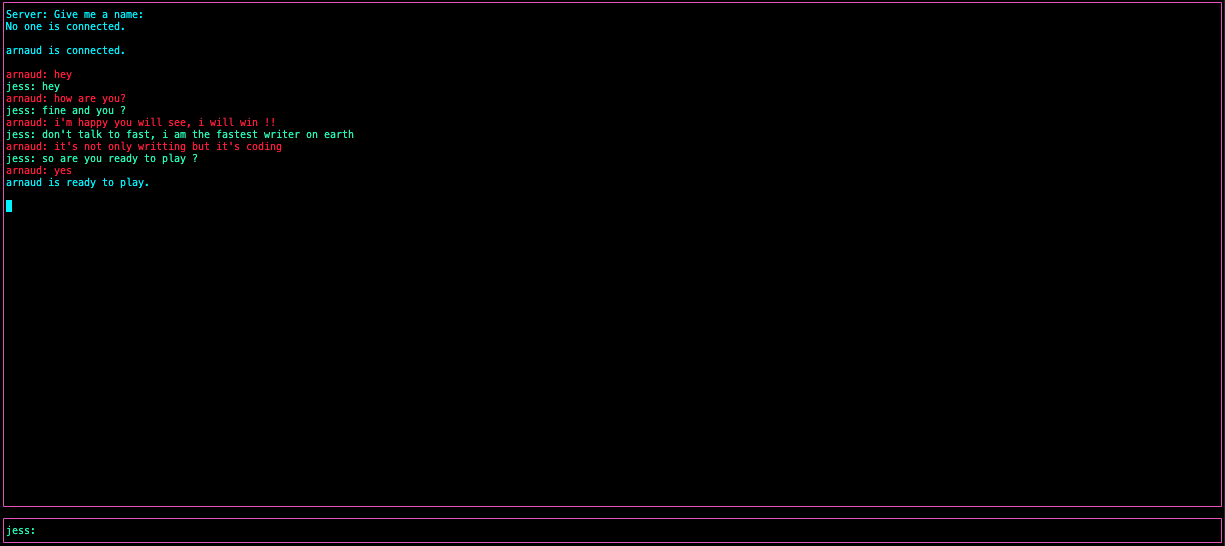 Server: Give me a name:
No one is connected.
arnaud is connected.
arnaud: hey
jess: hey
arnaud: how are you?
jess: fine and you ?
arnaud: i'm happy you will see, i will win !!
jess: don't talk to fast, i am the fastest writer on earth
arnaud: it's not only writting but it's coding
jess: so are you ready to play ?
arnaud: yes
arnaud is ready to play.
jess: